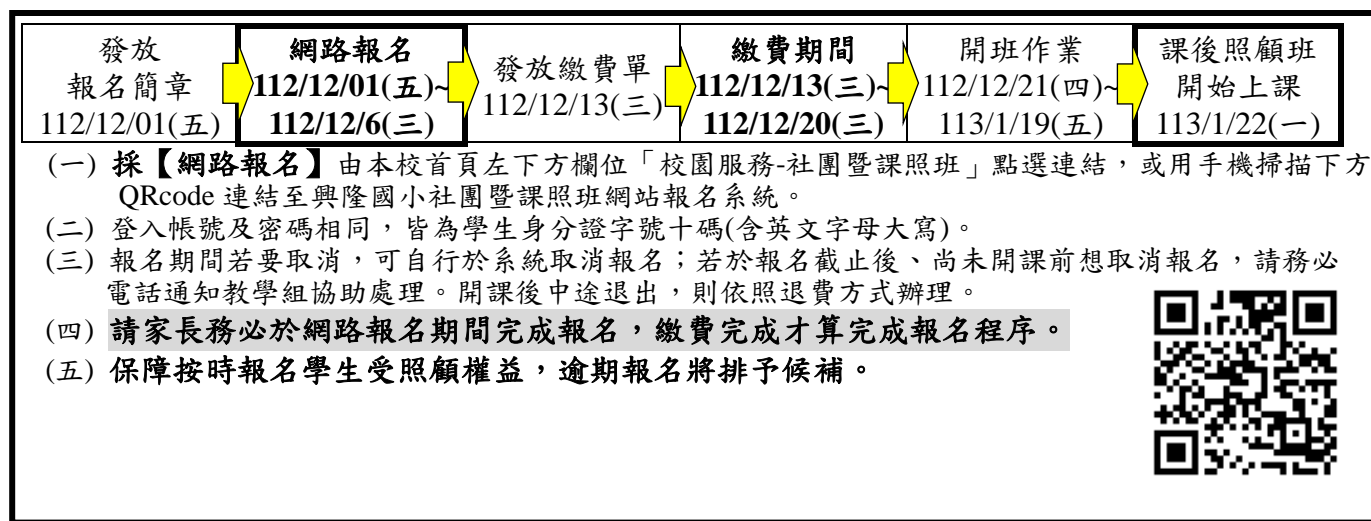 發放
報名簡章
112/12/01(五)
網路報名
112/12/01(五)~
112/12/6(三)
發放繳費單
112/12/13(三)
繳費期間
112/12/13(三)~
112/12/20(三)
開班作業
112/12/21(四)~
113/1/19(五)
課後照顧班
開始上課
113/1/22(一)
(一) 採【網路報名】由本校首頁左下方欄位「校園服務-社團暨課照班」點選連結，或用手機掃描下方
QRcode 連結至興隆國小社團暨課照班網站報名系統。
(二) 登入帳號及密碼相同，皆為學生身分證字號十碼(含英文字母大寫)。
(三) 報名期間若要取消，可自行於系統取消報名；若於報名截止後、尚未開課前想取消報名，請務必
電話通知教學組協助處理。開課後中途退出，則依照退費方式辦理。
(四) 請家長務必於網路報名期間完成報名，繳費完成才算完成報名程序。
(五) 保障按時報名學生受照顧權益，逾期報名將排予候補。